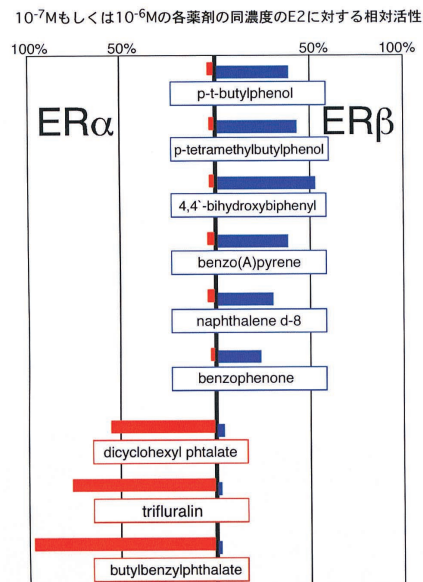 10⁻⁷Mもしくは10⁻⁶Mの各薬剤の同濃度のE2に対する相対活性
100% 50% 50% 100%
p-t-butylphenol
ERα ERβ
p-tetramethylbutylphenol
4,4`-bihydroxybiphenyl
benzo(A)pyrene
naphthalene d-8
benzophenone
dicyclohexyl phtalate
trifluralin
butylbenzylphthalate